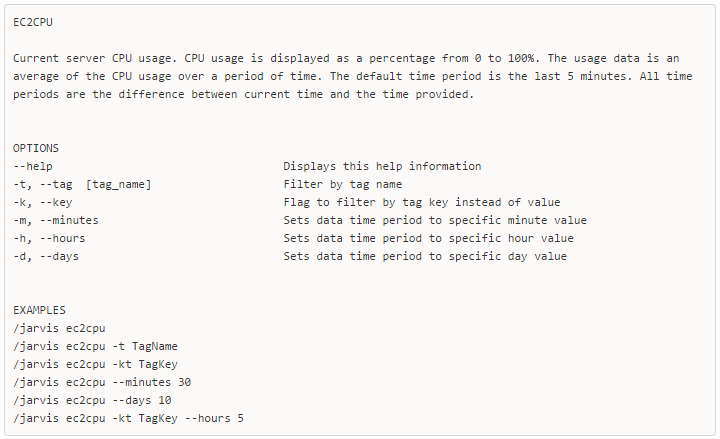 EC2CPU
Current server CPU usage. CPU usage is displayed as a percentage from 0 to 100%. The usage data is an
average of the CPU usage over a period of time. The default time period is the last 5 minutes. All time
periods are the difference between current time and the time provided.
OPTIONS
--help                                   Displays this help information
-t, --tag  [tag_name]                    Filter by tag name
-k, --key                                Flag to filter by tag key instead of value
-m, --minutes                            Sets data time period to specific minute value
-h, --hours                              Sets data time period to specific hour value
-d, --days                               Sets data time period to specific day value
EXAMPLES
/jarvis ec2cpu
/jarvis ec2cpu -t TagName
/jarvis ec2cpu -kt TagKey
/jarvis ec2cpu --minutes 30
/jarvis ec2cpu --days 10
/jarvis ec2cpu -kt TagKey --hours 5